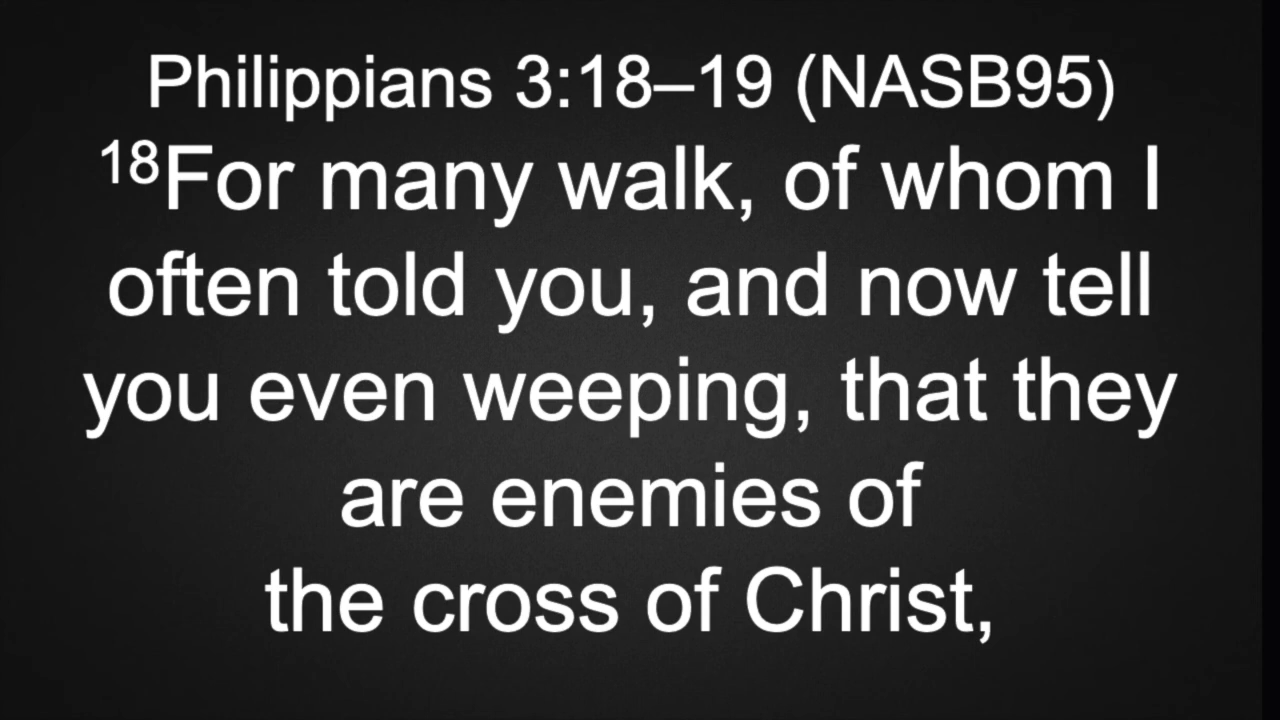 Philippians 3:18–19 (NASB95)
18For many walk, of whom I
often told you, and now tell
you even weeping, that they
are enemies of
the cross of Christ,